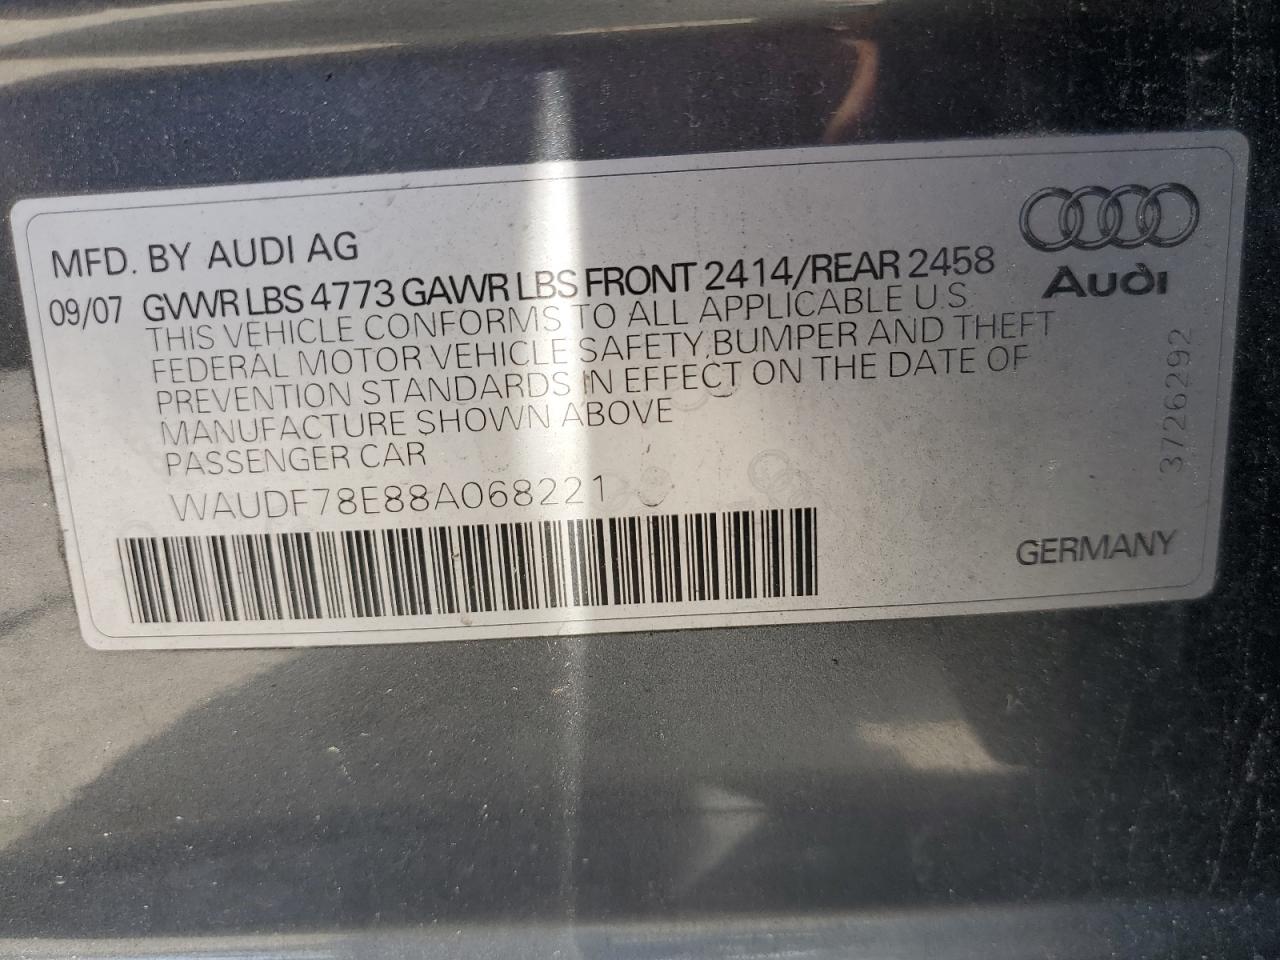 MFD. BY AUDI AG
09/07 GVWR LBS 4773 GAWR LBS FRONT 2414/REAR 2458
THIS VEHICLE CONFORMS TO ALL APPLICABLE U.S.
FEDERAL MOTOR VEHICLE SAFETY, BUMPER AND THEFT
PREVENTION STANDARDS IN EFFECT ON THE DATE OF
MANUFACTURE SHOWN ABOVE
PASSENGER CAR
WAUDF78E88A068221
Audi
3726292
GERMANY